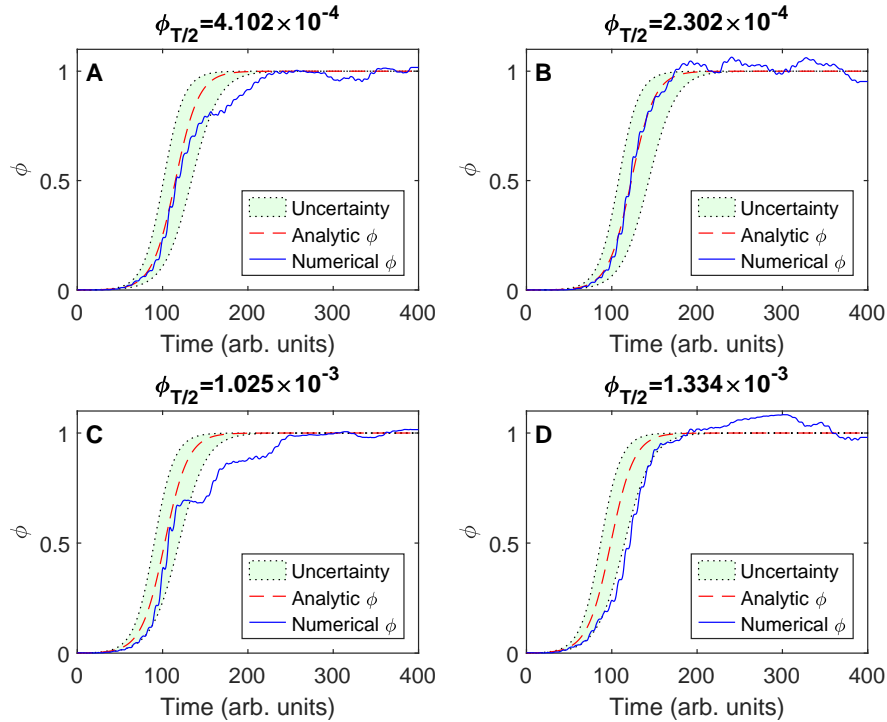 ϕT/2=4.102×10-4
A
1
0.5
0
ϕ
Uncertainty
Analytic ϕ
Numerical ϕ
0 100 200 300 400
Time (arb. units)
ϕT/2=2.302×10-4
B
1
0.5
0
ϕ
Uncertainty
Analytic ϕ
Numerical ϕ
0 100 200 300 400
Time (arb. units)
ϕT/2=1.025×10-3
C
1
0.5
0
ϕ
Uncertainty
Analytic ϕ
Numerical ϕ
0 100 200 300 400
Time (arb. units)
ϕT/2=1.334×10-3
D
1
0.5
0
ϕ
Uncertainty
Analytic ϕ
Numerical ϕ
0 100 200 300 400
Time (arb. units)